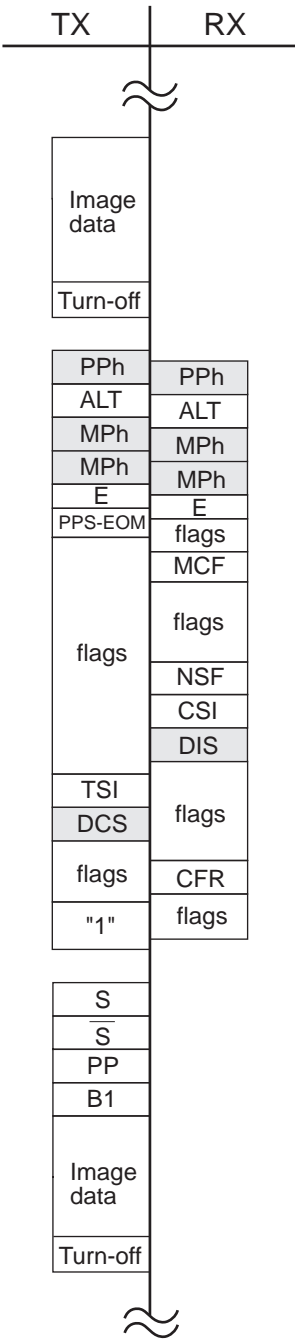 TX RX
Image
data
Turn-off
PPh
ALT
MPh
MPh
E
PPS-EOM
flags
TSI
DCS
flags
"1"
PPh
ALT
MPh
MPh
E
flags
MCF
flags
NSF
CSI
DIS
flags
CFR
flags
S
S̅
PP
B1
Image
data
Turn-off